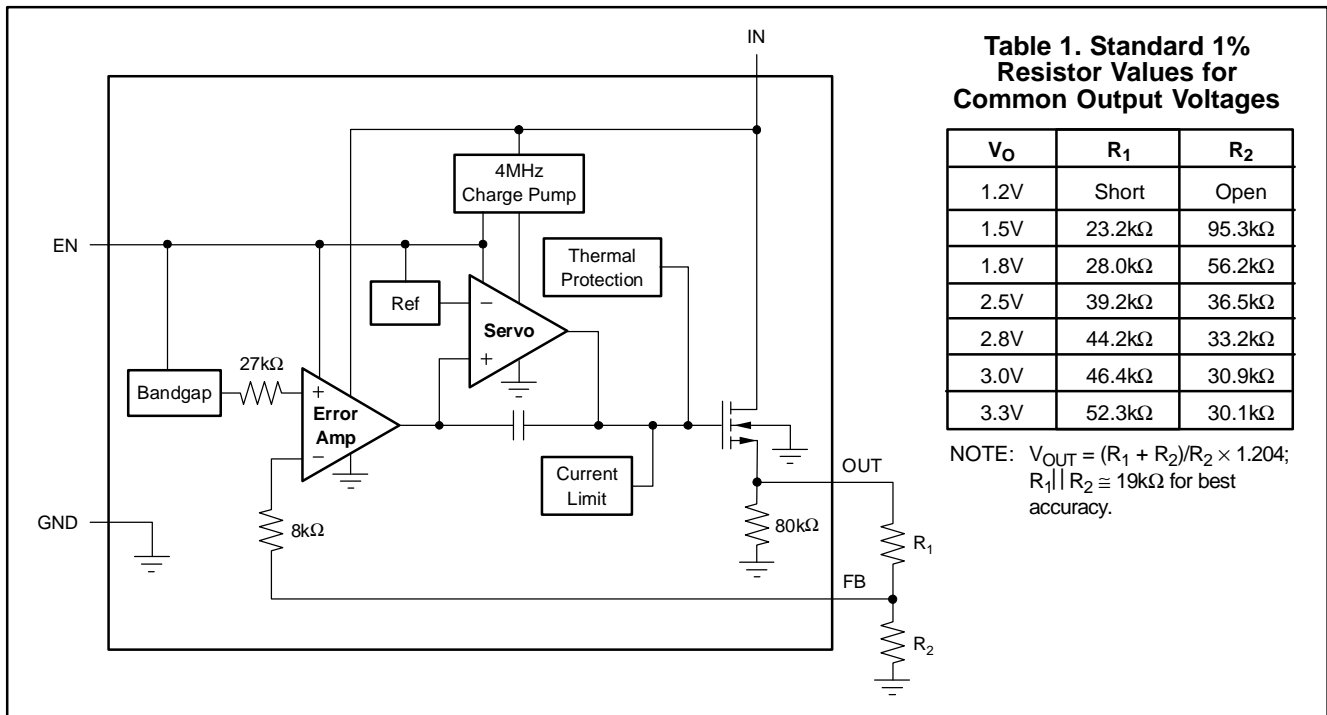 IN
Table 1. Standard 1%
Resistor Values for
Common Output Voltages
4MHz
Charge Pump
EN
Thermal
Protection
Ref
−
Servo
+
27kΩ
Bandgap
+
Error
Amp
−
Current
Limit
OUT
GND
8kΩ
80kΩ
R1
FB
R2
VO R1 R2
1.2V Short Open
1.5V 23.2kΩ 95.3kΩ
1.8V 28.0kΩ 56.2kΩ
2.5V 39.2kΩ 36.5kΩ
2.8V 44.2kΩ 33.2kΩ
3.0V 46.4kΩ 30.9kΩ
3.3V 52.3kΩ 30.1kΩ
NOTE: VOUT = (R1 + R2)/R2 × 1.204;
R1|| R2 ≅ 19kΩ for best
accuracy.